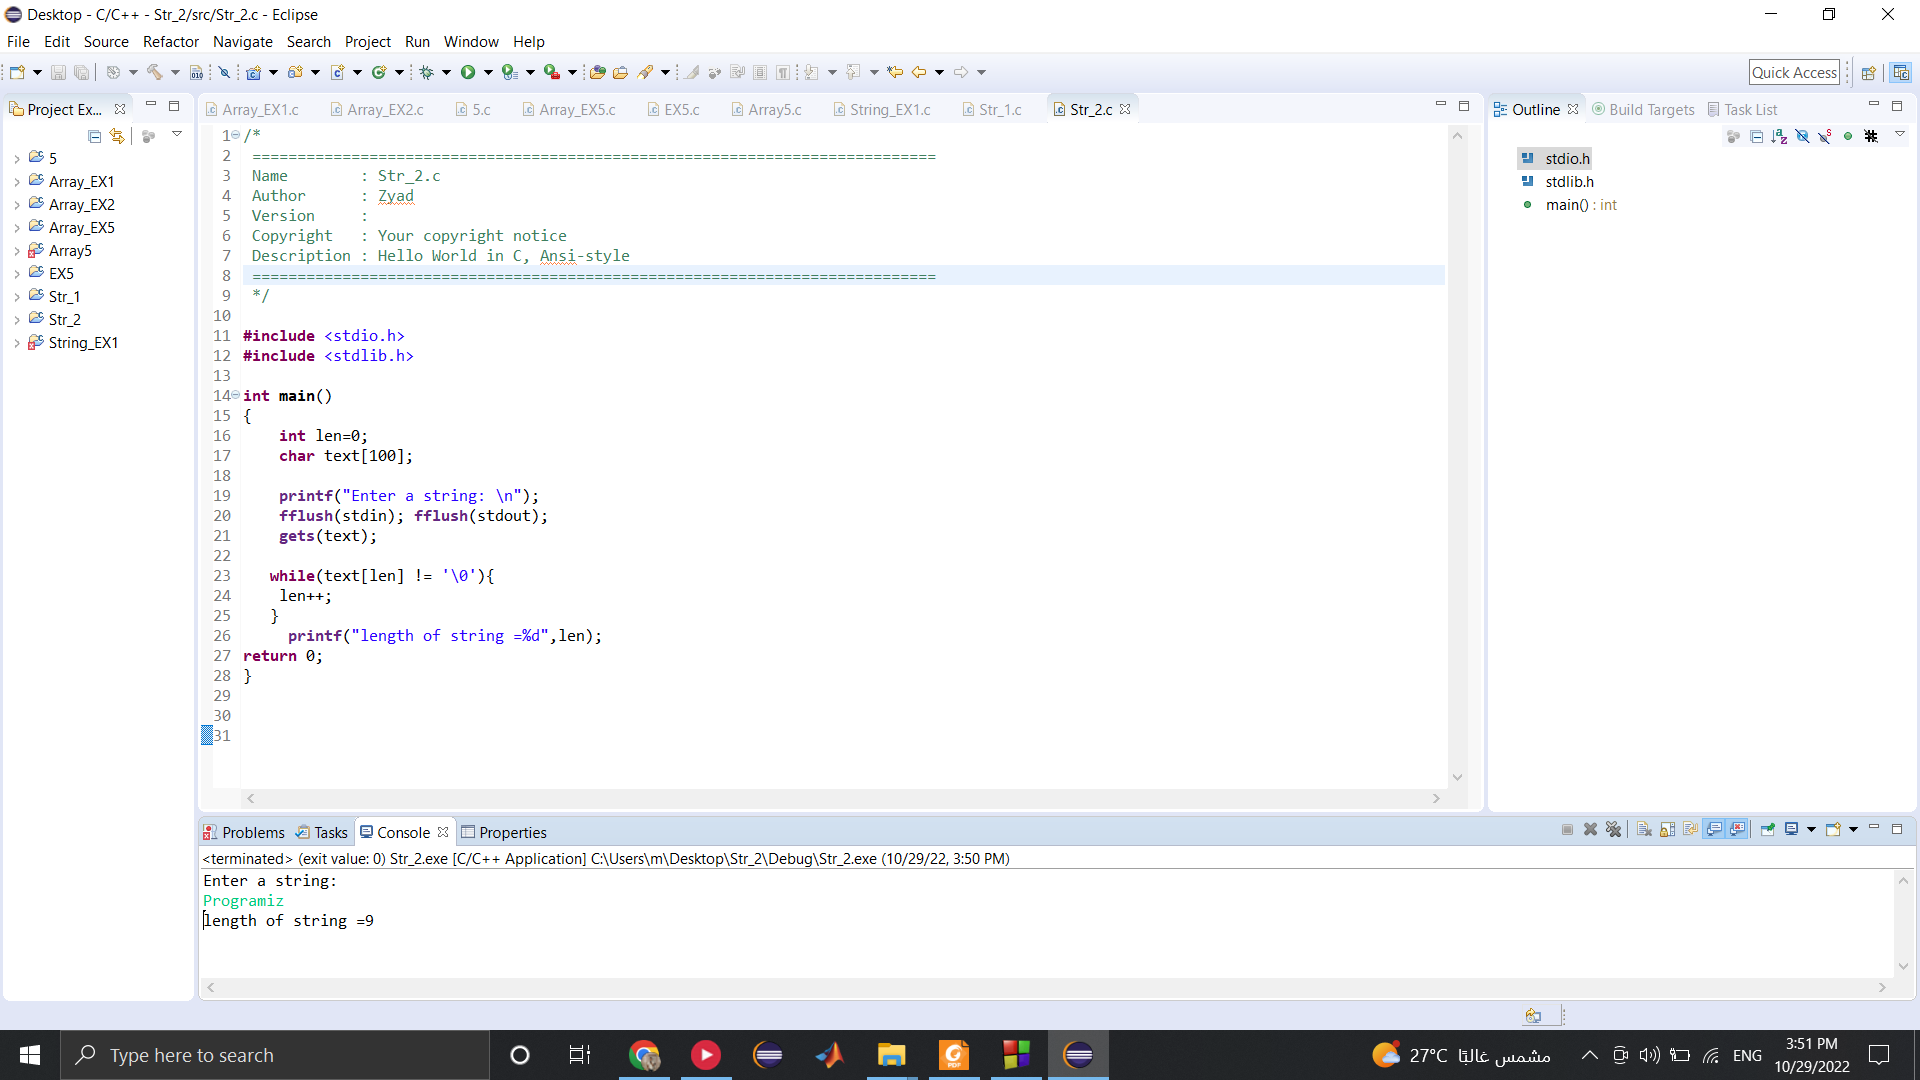 Desktop - C/C++ - Str_2/src/Str_2.c - Eclipse
File Edit Source Refactor Navigate Search Project Run Window Help
Quick Access
Project Ex...
Array_EX1.c Array_EX2.c 5.c Array_EX5.c EX5.c Array5.c String_EX1.c Str_1.c Str_2.c
Outline Build Targets Task List
5
Array_EX1
Array_EX2
Array_EX5
Array5
EX5
Str_1
Str_2
String_EX1
1 /*
2 ============================================================================
3 Name        : Str_2.c
4 Author      : Zyad
5 Version     :
6 Copyright   : Your copyright notice
7 Description : Hello World in C, Ansi-style
8 ============================================================================
9 */
10
11 #include <stdio.h>
12 #include <stdlib.h>
13
14 int main()
15 {
16     int len=0;
17     char text[100];
18
19     printf("Enter a string: \n");
20     fflush(stdin); fflush(stdout);
21     gets(text);
22
23    while(text[len] != '\0'){
24     len++;
25    }
26      printf("length of string =%d",len);
27 return 0;
28 }
29
30
31
stdio.h
stdlib.h
main() : int
Problems Tasks Console Properties
<terminated> (exit value: 0) Str_2.exe [C/C++ Application] C:\Users\m\Desktop\Str_2\Debug\Str_2.exe (10/29/22, 3:50 PM)
Enter a string:
Programiz
length of string =9
Type here to search
27°C مشمس غالبًا
ENG
3:51 PM
10/29/2022